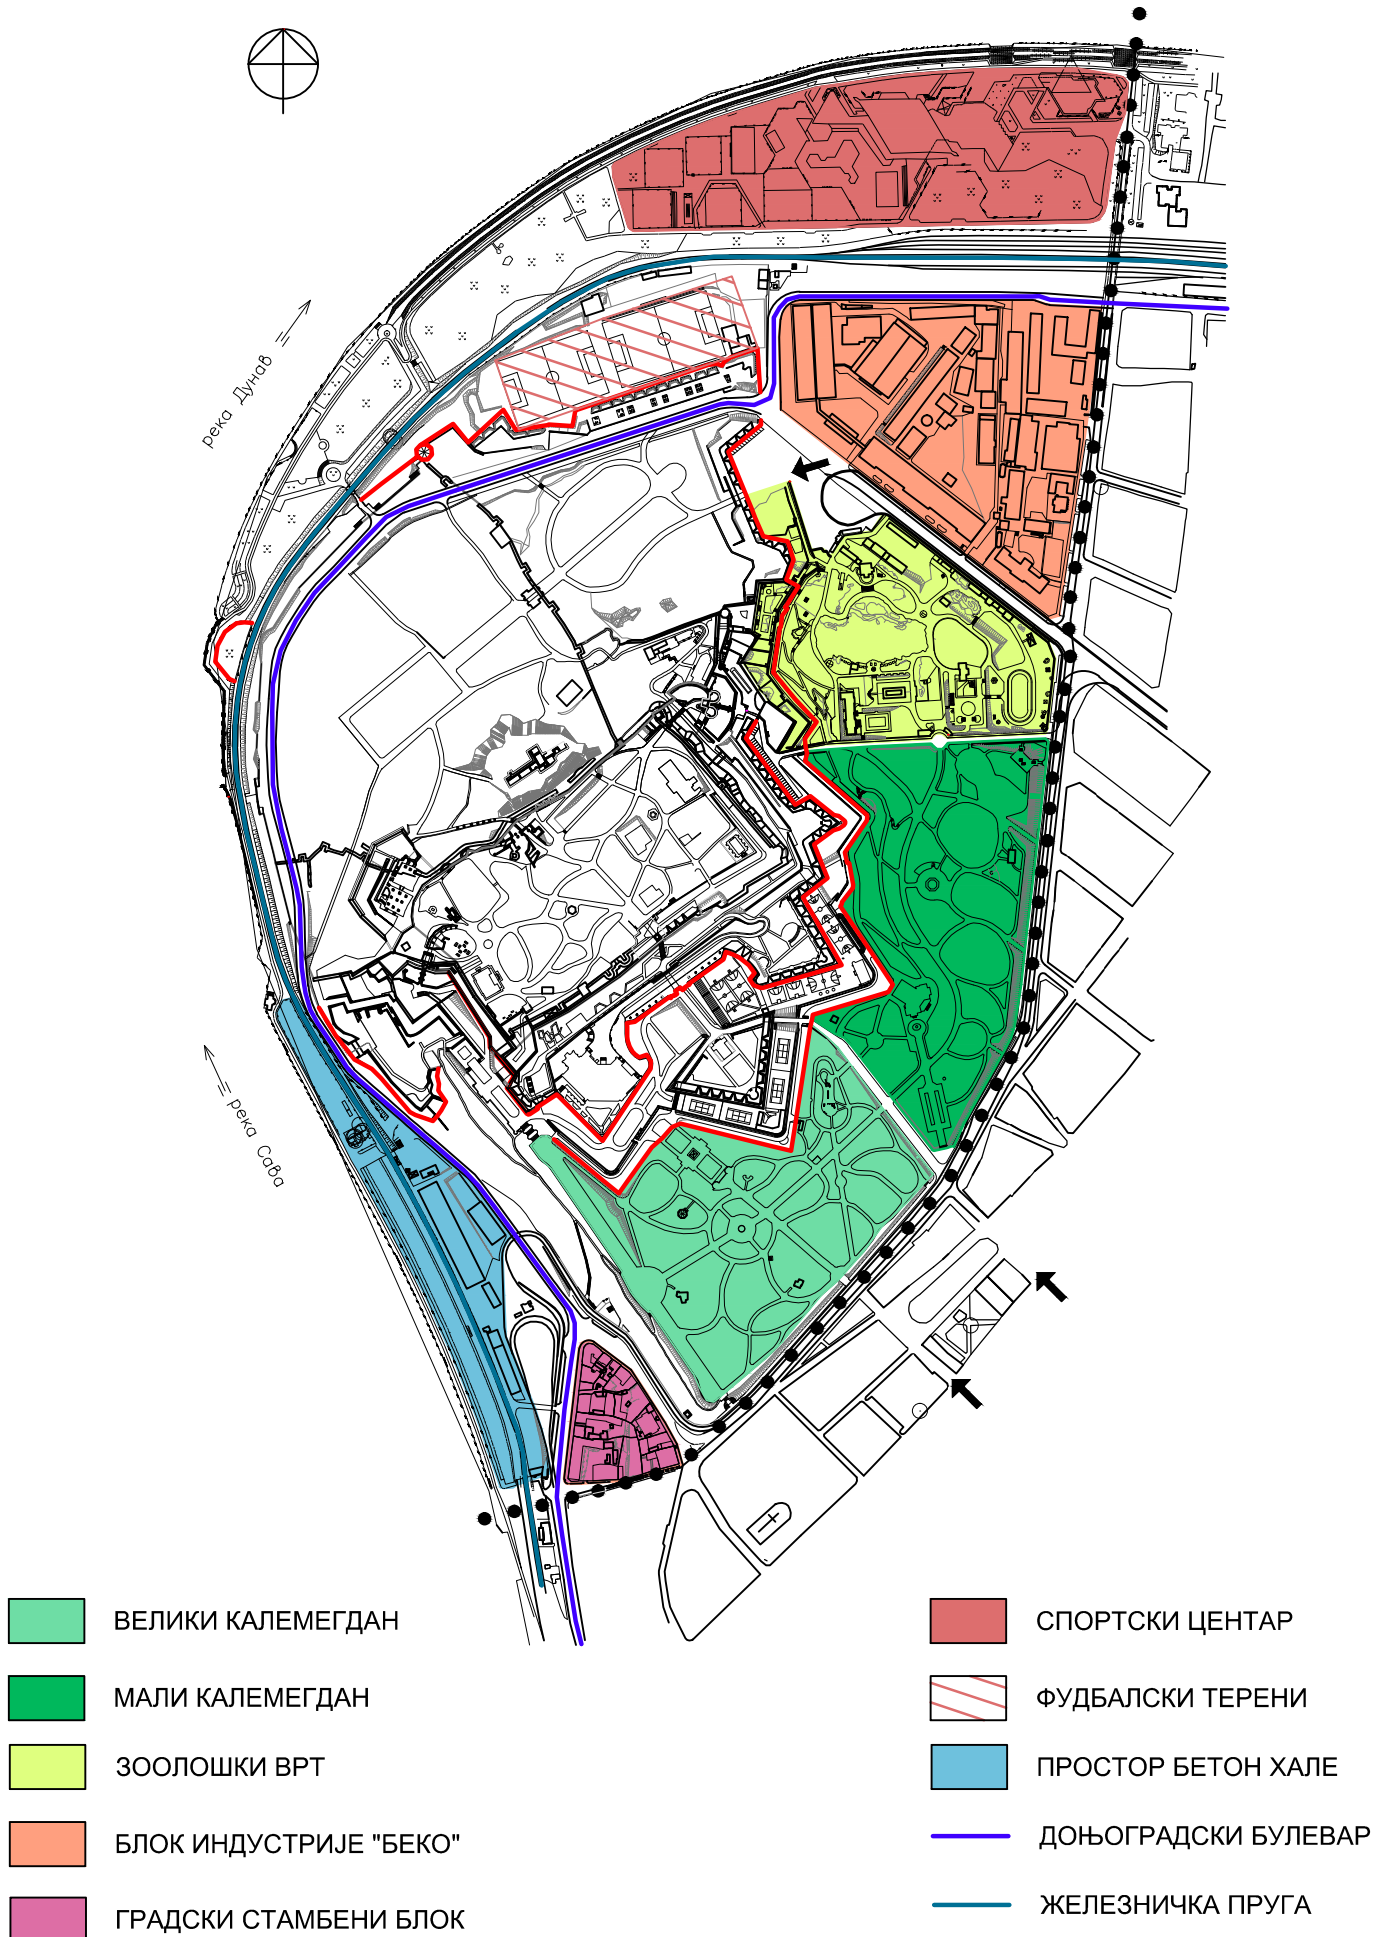 река Дунав
река Сава
ВЕЛИКИ КАЛЕМЕГДАН
МАЛИ КАЛЕМЕГДАН
ЗООЛОШКИ ВРТ
БЛОК ИНДУСТРИЈЕ "БЕКО"
ГРАДСКИ СТАМБЕНИ БЛОК
СПОРТСКИ ЦЕНТАР
ФУДБАЛСКИ ТЕРЕНИ
ПРОСТОР БЕТОН ХАЛЕ
ДОЊОГРАДСКИ БУЛЕВАР
ЖЕЛЕЗНИЧКА ПРУГА